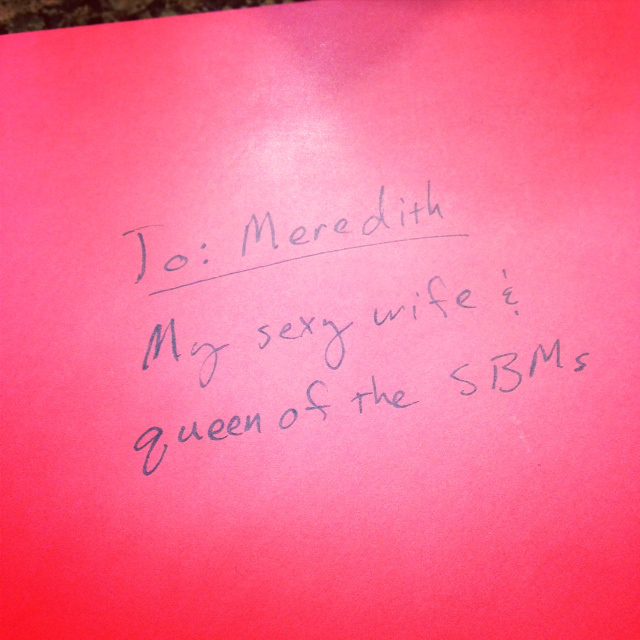 To: Meredith
My sexy wife &
queen of the SBMs